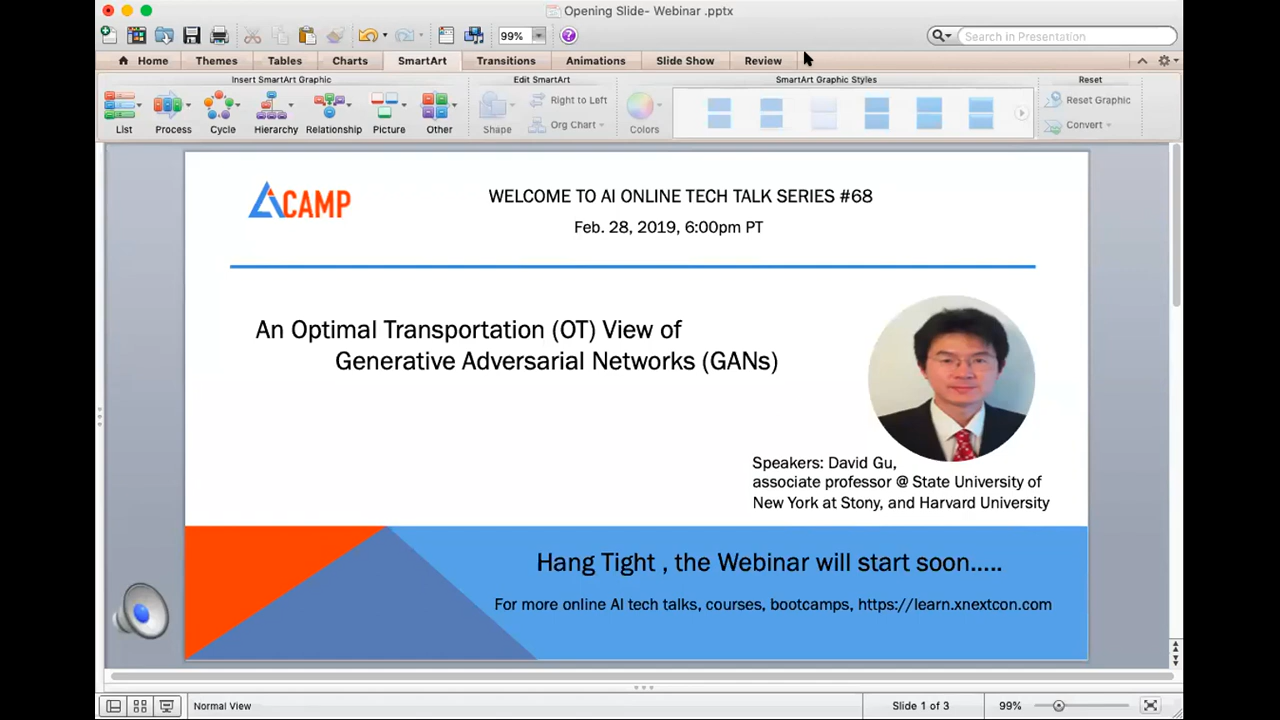 Opening Slide- Webinar .pptx
99%
Search in Presentation
Home Themes Tables Charts SmartArt Transitions Animations Slide Show Review
Insert SmartArt Graphic Edit SmartArt SmartArt Graphic Styles Reset
List Process Cycle Hierarchy Relationship Picture Other Shape Right to Left Org Chart Colors Reset Graphic Convert
ACAMP
WELCOME TO AI ONLINE TECH TALK SERIES #68
Feb. 28, 2019, 6:00pm PT
An Optimal Transportation (OT) View of
Generative Adversarial Networks (GANs)
Speakers: David Gu,
associate professor @ State University of
New York at Stony, and Harvard University
Hang Tight , the Webinar will start soon.....
For more online AI tech talks, courses, bootcamps, https://learn.xnextcon.com
Normal View Slide 1 of 3 99%